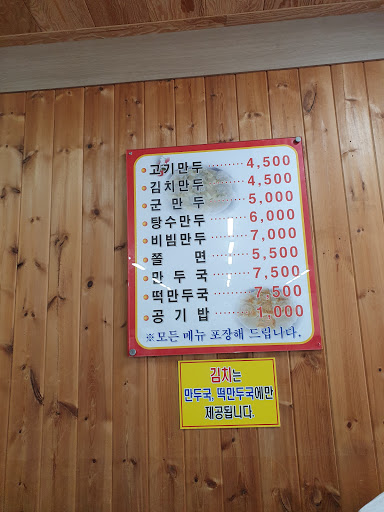 고기만두 ········ 4,500
김치만두 ········ 4,500
군만두 ········ 5,000
탕수만두 ········ 6,000
비빔만두 ········ 7,000
쫄면 ········ 5,500
만두국 ········ 7,500
떡만두국 ········ 7,500
공기밥 ········ 1,000
※모든 메뉴 포장해 드립니다.
김치는
만두국, 떡만두국에만
제공됩니다.